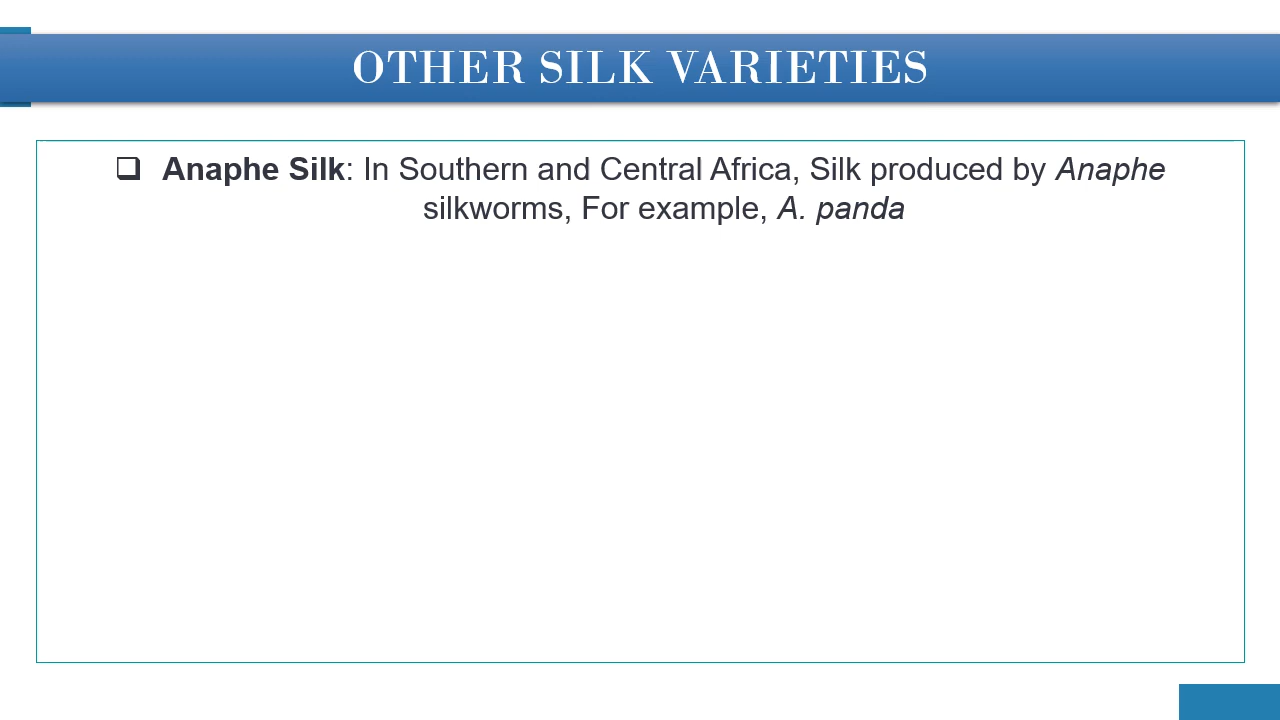 OTHER SILK VARIETIES
❑ Anaphe Silk: In Southern and Central Africa, Silk produced by Anaphe
silkworms, For example, A. panda